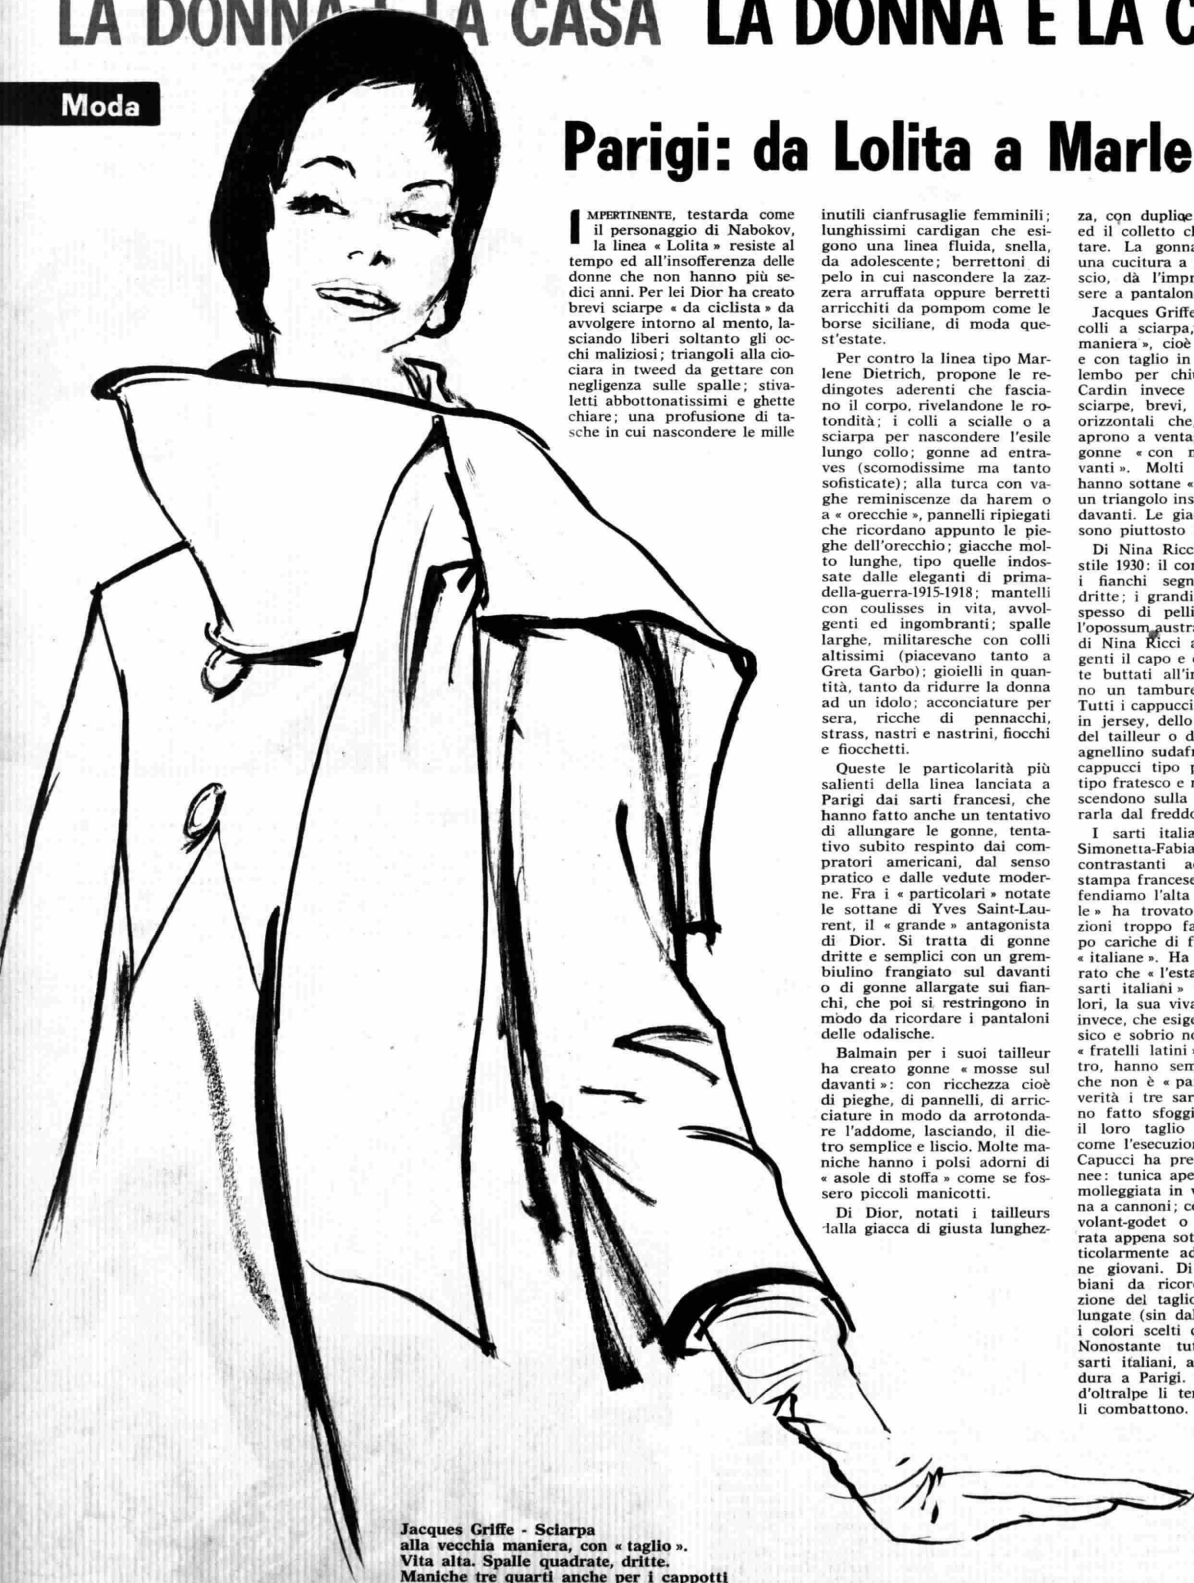 LA DONNA E LA CASA LA DONNA E LA C
Moda
Parigi: da Lolita a Marle
IMPERTINENTE, testarda come
il personaggio di Nabokov,
la linea « Lolita » resiste al
tempo ed all'insofferenza delle
donne che non hanno più se-
dici anni. Per lei Dior ha creato
brevi sciarpe « da ciclista » da
avvolgere intorno al mento, la-
sciando liberi soltanto gli oc-
chi maliziosi; triangoli alla cio-
ciara in tweed da gettare con
negligenza sulle spalle; stiva-
letti abbottonatissimi e ghette
chiare; una profusione di ta-
sche in cui nascondere le mille
inutili cianfrusaglie femminili;
lunghissimi cardigan che esi-
gono una linea fluida, snella,
da adolescente; berrettoni di
pelo in cui nascondere la zaz-
zera arruffata oppure berretti
arricchiti da pompom come le
borse siciliane, di moda que-
st'estate.
Per contro la linea tipo Mar-
lene Dietrich, propone le re-
dingotes aderenti che fascia-
no il corpo, rivelandone le ro-
tondità; i colli a scialle o a
sciarpa per nascondere l'esile
lungo collo; gonne ad entra-
ves (scomodissime ma tanto
sofisticate); alla turca con va-
ghe reminiscenze da harem o
a « orecchie », pannelli ripiegati
che ricordano appunto le pie-
ghe dell'orecchio; giacche mol-
to lunghe, tipo quelle indos-
sate dalle eleganti di prima-
della-guerra-1915-1918; mantelli
con coulisses in vita, avvol-
genti ed ingombranti; spalle
larghe, militaresche con colli
altissimi (piacevano tanto a
Greta Garbo); gioielli in quan-
tità, tanto da ridurre la donna
ad un idolo; acconciature per
sera, ricche di pennacchi,
strass, nastri e nastrini, fiocchi
e fiocchetti.
Queste le particolarità più
salienti della linea lanciata a
Parigi dai sarti francesi, che
hanno fatto anche un tentativo
di allungare le gonne, tenta-
tivo subito respinto dai com-
pratori americani, dal senso
pratico e dalle vedute moder-
ne. Fra i « particolari » notate
le sottane di Yves Saint-Lau-
rent, il « grande » antagonista
di Dior. Si tratta di gonne
dritte e semplici con un grem-
biulino frangiato sul davanti
o di gonne allargate sui fian-
chi, che poi si restringono in
modo da ricordare i pantaloni
delle odalische.
Balmain per i suoi tailleur
ha creato gonne « mosse sul
davanti »: con ricchezza cioè
di pieghe, di pannelli, di arric-
ciature in modo da arrotonda-
re l'addome, lasciando, il die-
tro semplice e liscio. Molte ma-
niche hanno i polsi adorni di
« asole di stoffa » come se fos-
sero piccoli manicotti.
Di Dior, notati i tailleurs
dalla giacca di giusta lunghez-
za, con duplice
ed il colletto cl
tare. La gonna
una cucitura a
scio, dà l'impr
sere a pantalon
Jacques Griffe
colli a sciarpa,
maniera », cioè
e con taglio in
lembo per chiu
Cardin invece
sciarpe, brevi,
orizzontali che,
aprono a venta
gonne « con m
vanti ». Molti
hanno sottane «
un triangolo ins
davanti. Le gia
sono piuttosto
Di Nina Ricc
stile 1930: il cor
i fianchi segn
dritte; i grandi
spesso di pelli
l'opossum austra
di Nina Ricci a
genti il capo e
te buttati all'in
no un tambure
Tutti i cappucci
in jersey, dello
del tailleur o d
agnellino sudafr
cappucci tipo p
tipo fratesco e
scendono sulla
rarla dal freddo
I sarti italia
Simonetta-Fabia
contrastanti a
stampa francese
fendiamo l'alta
le » ha trovato
zioni troppo fa
po cariche di f
« italiane ». Ha
rato che « l'esta
sarti italiani »
lori, la sua viva
invece, che esige
sico e sobrio no
« fratelli latini »
tro, hanno sem
che non è « pa
verità i tre sar
no fatto sfoggi
il loro taglio
come l'esecuzion
Capucci ha pre
nee: tunica ape
molleggiata in v
na a cannoni; co
volant-godet o
rata appena sot
ticolarmente ad
ne giovani. Di
biani da ricor
zione del taglio
lungate (sin dal
i colori scelti
Nonostante tut
sarti italiani, a
dura a Parigi.
d'oltralpe li ter
li combattono.
Jacques Griffe - Sciarpa
alla vecchia maniera, con « taglio ».
Vita alta. Spalle quadrate, dritte.
Maniche tre quarti anche per i cappotti